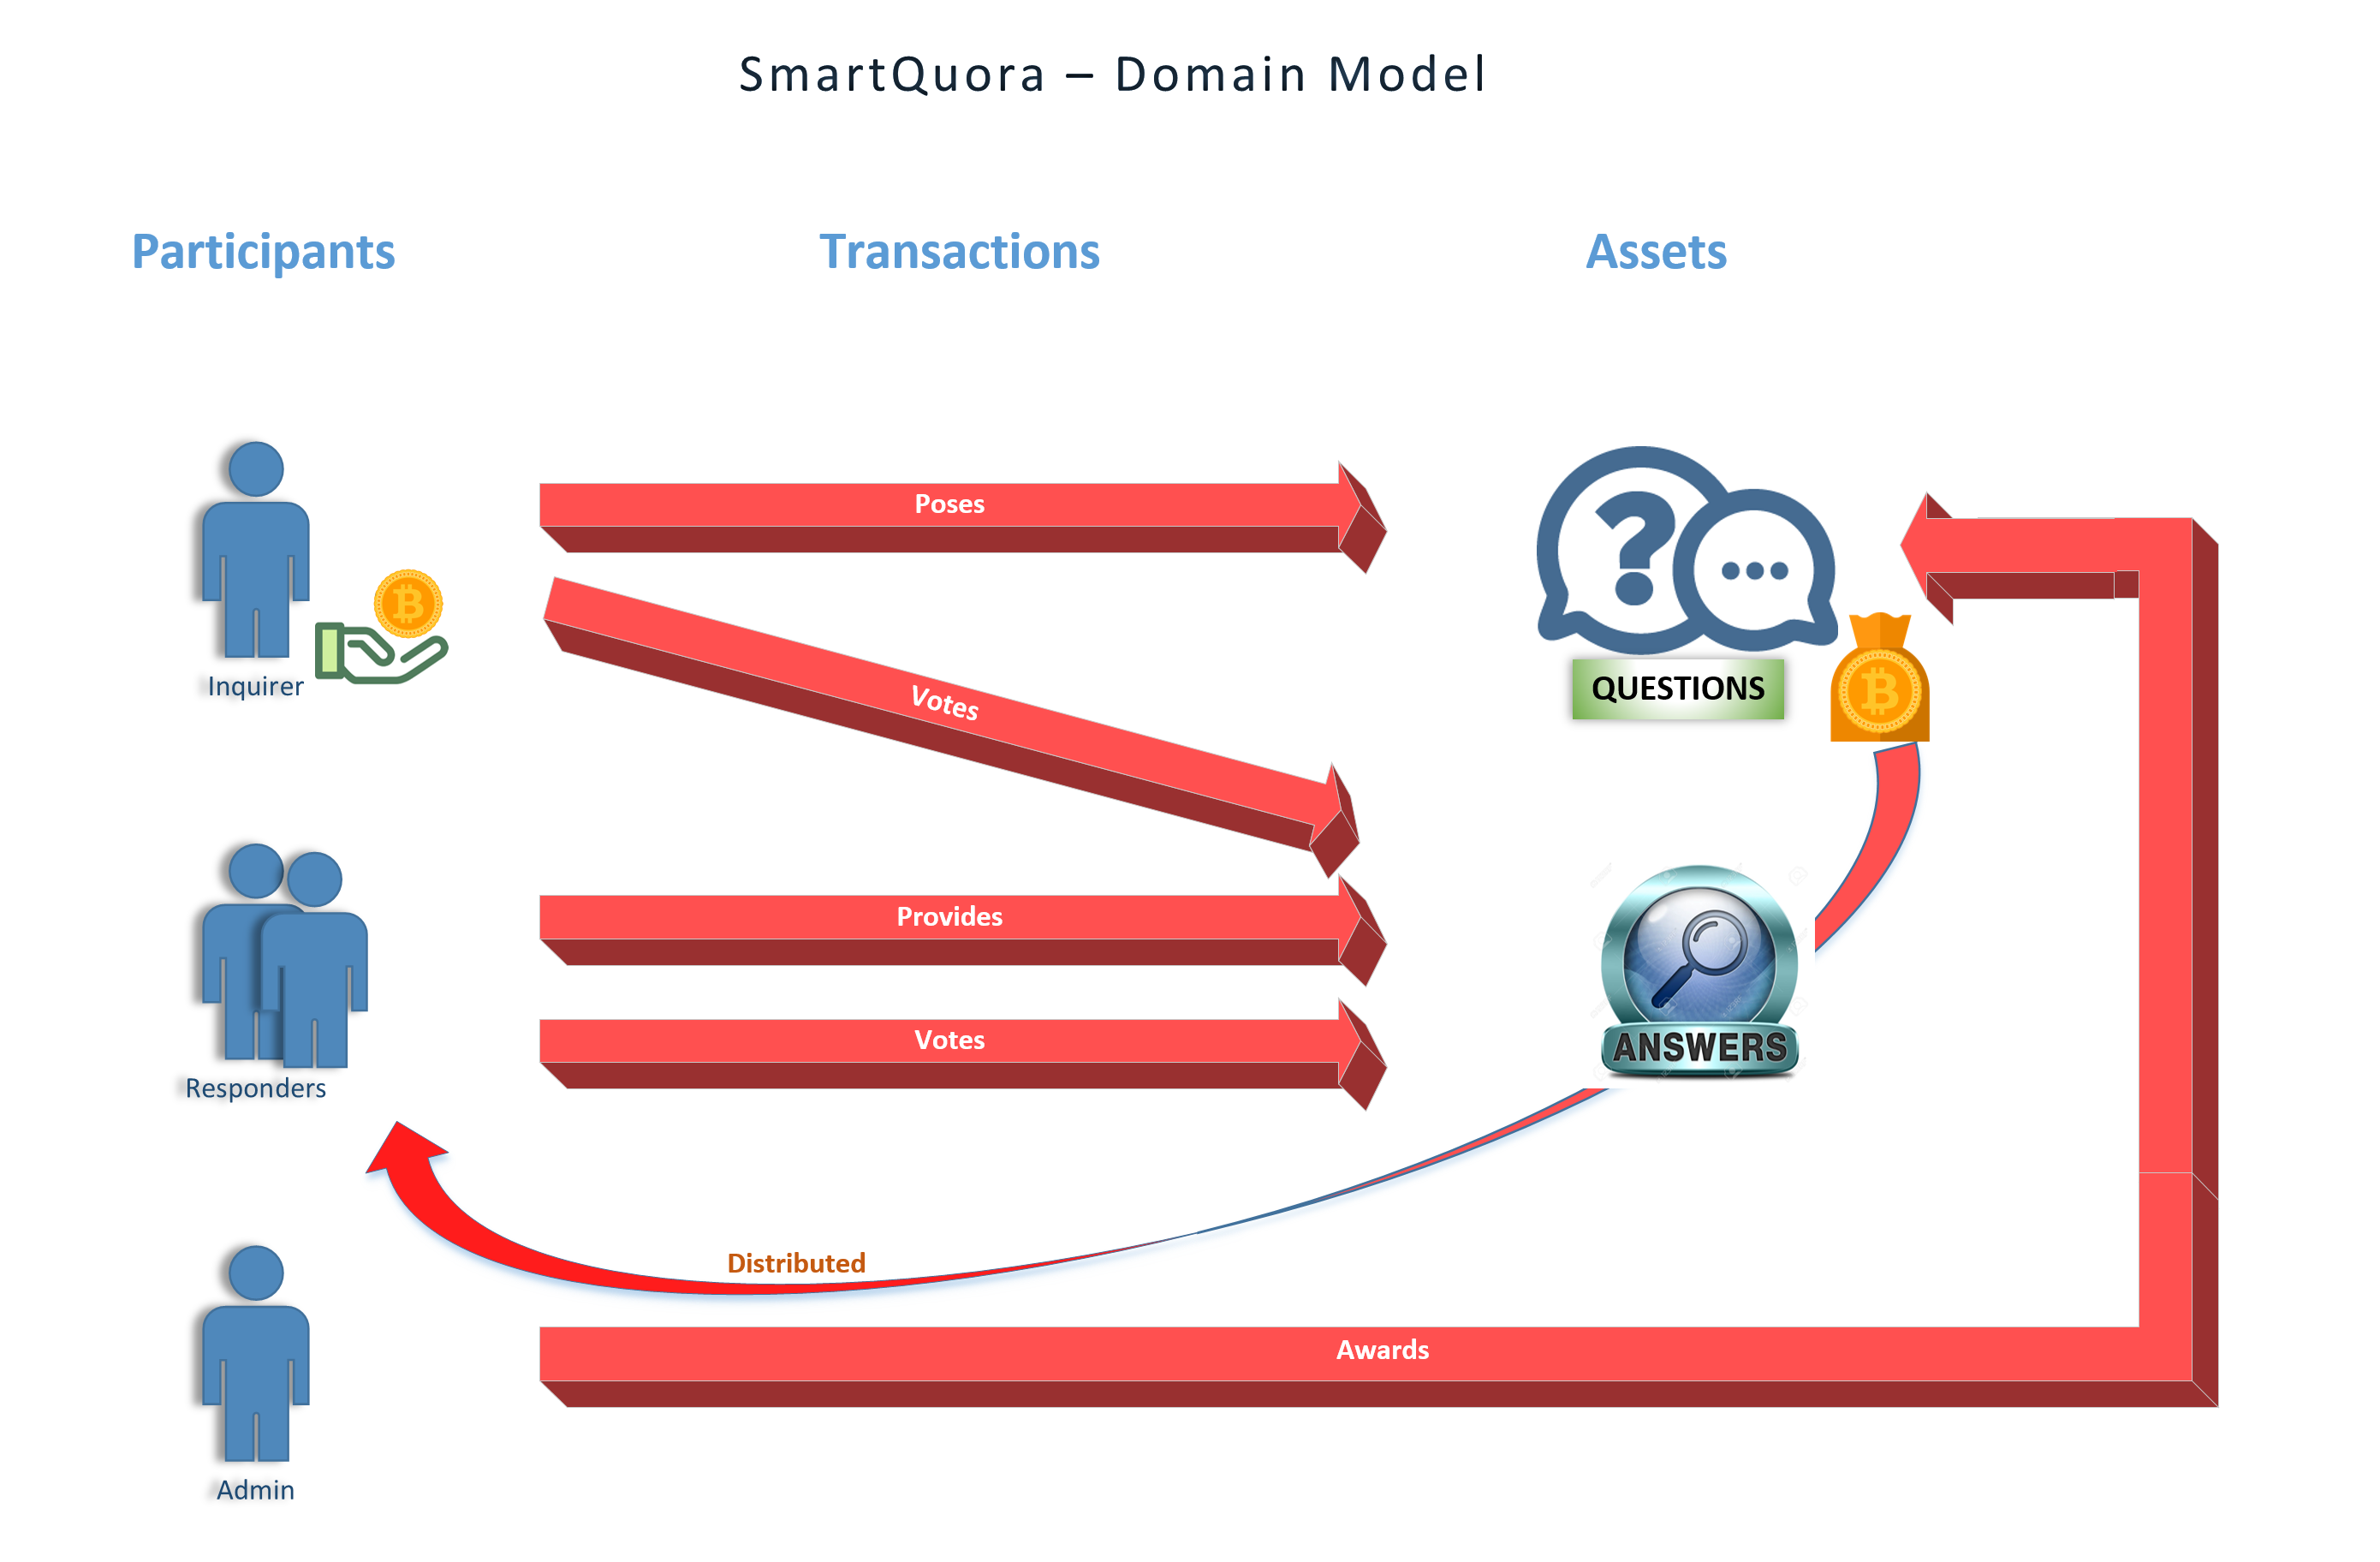 SmartQuora – Domain Model
Participants
Transactions
Assets
Poses
Inquirer
Votes
QUESTIONS
Provides
Votes
ANSWERS
Responders
Distributed
Awards
Admin